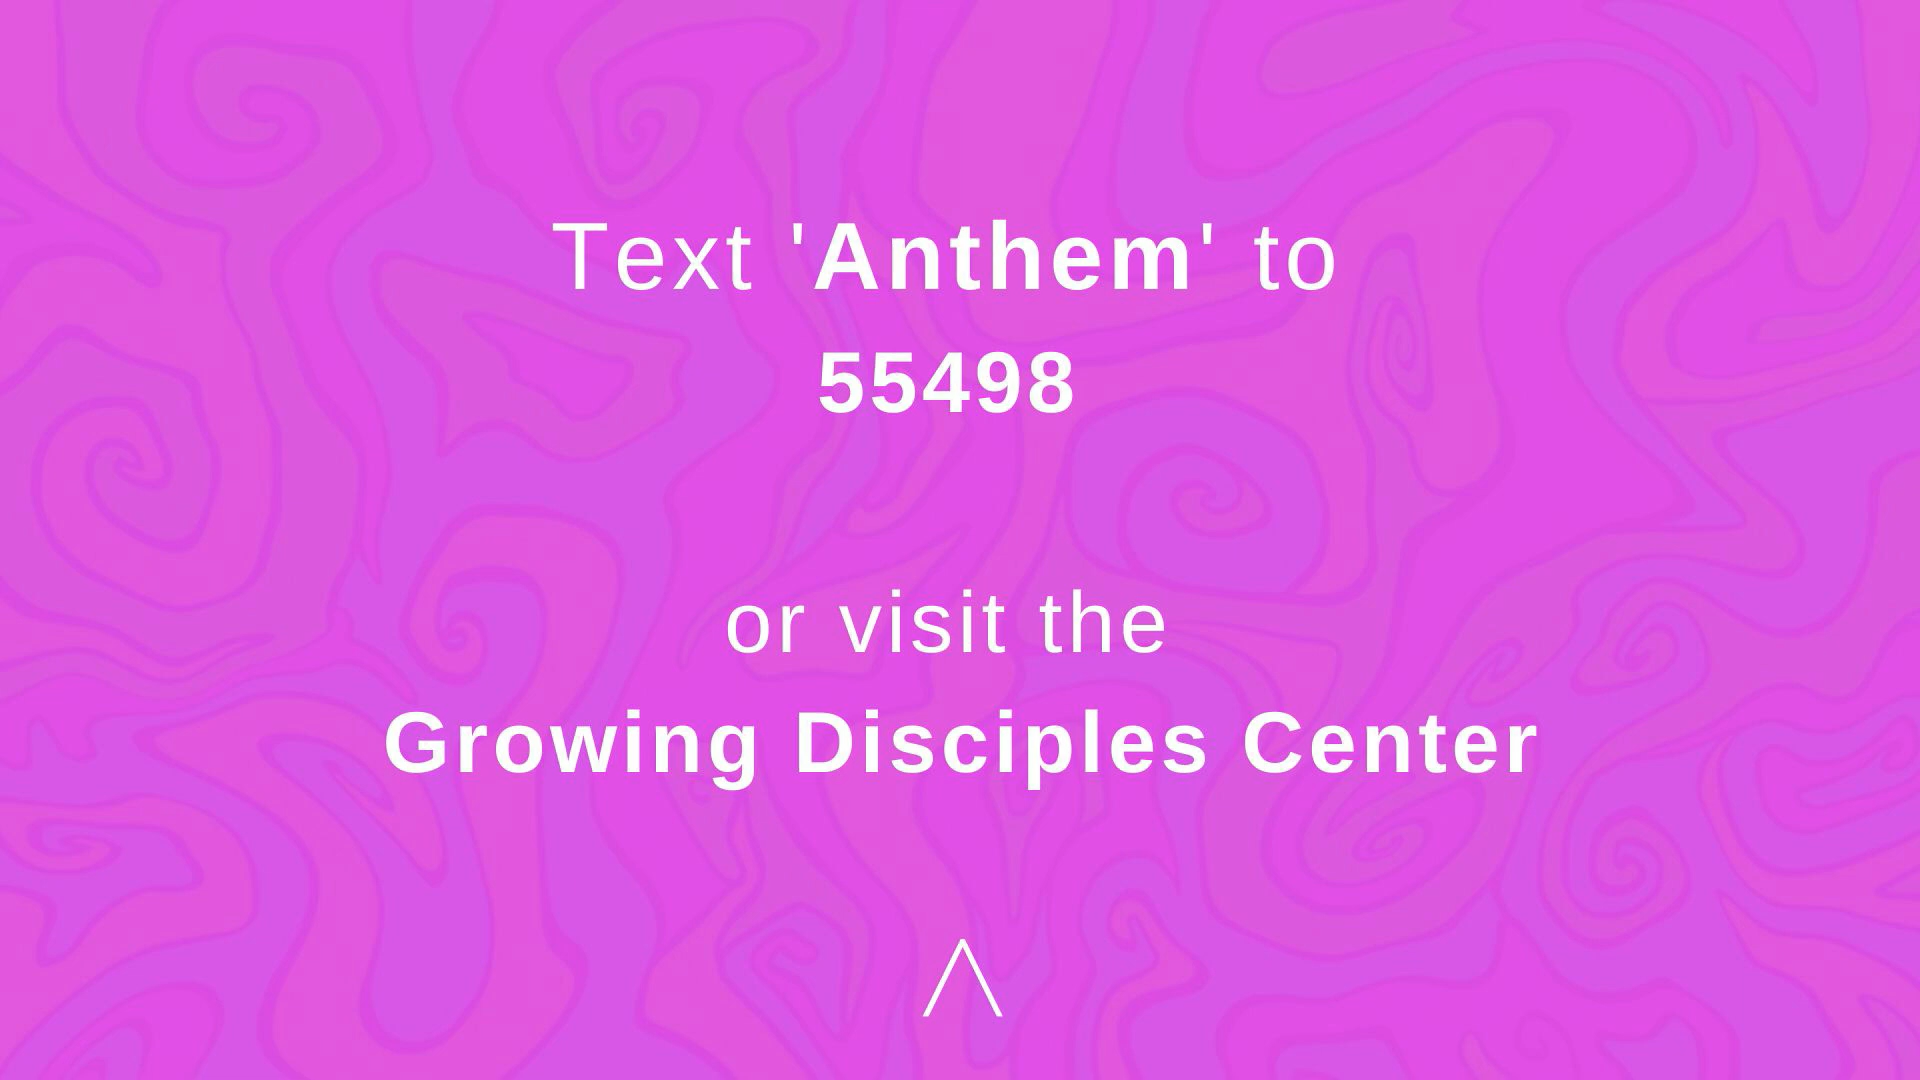 Text 'Anthem' to
55498
or visit the
Growing Disciples Center